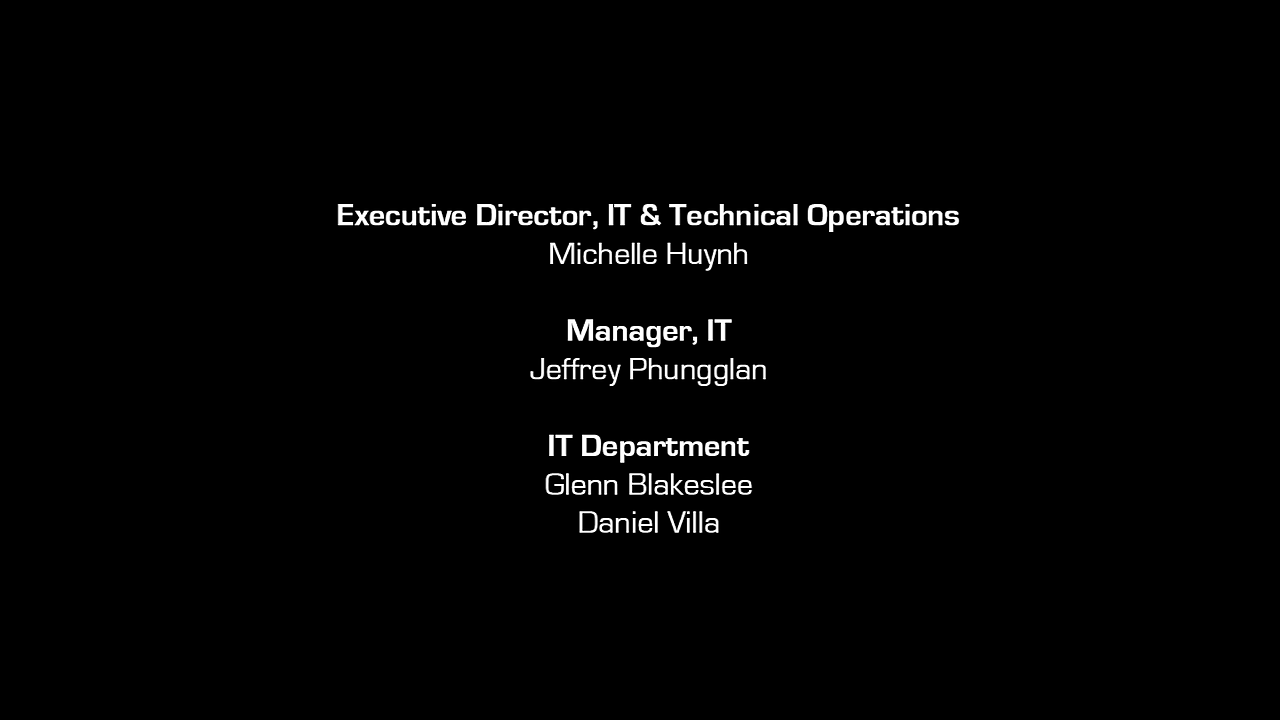 Executive Director, IT & Technical Operations
Michelle Huynh
Manager, IT
Jeffrey Phungglan
IT Department
Glenn Blakeslee
Daniel Villa